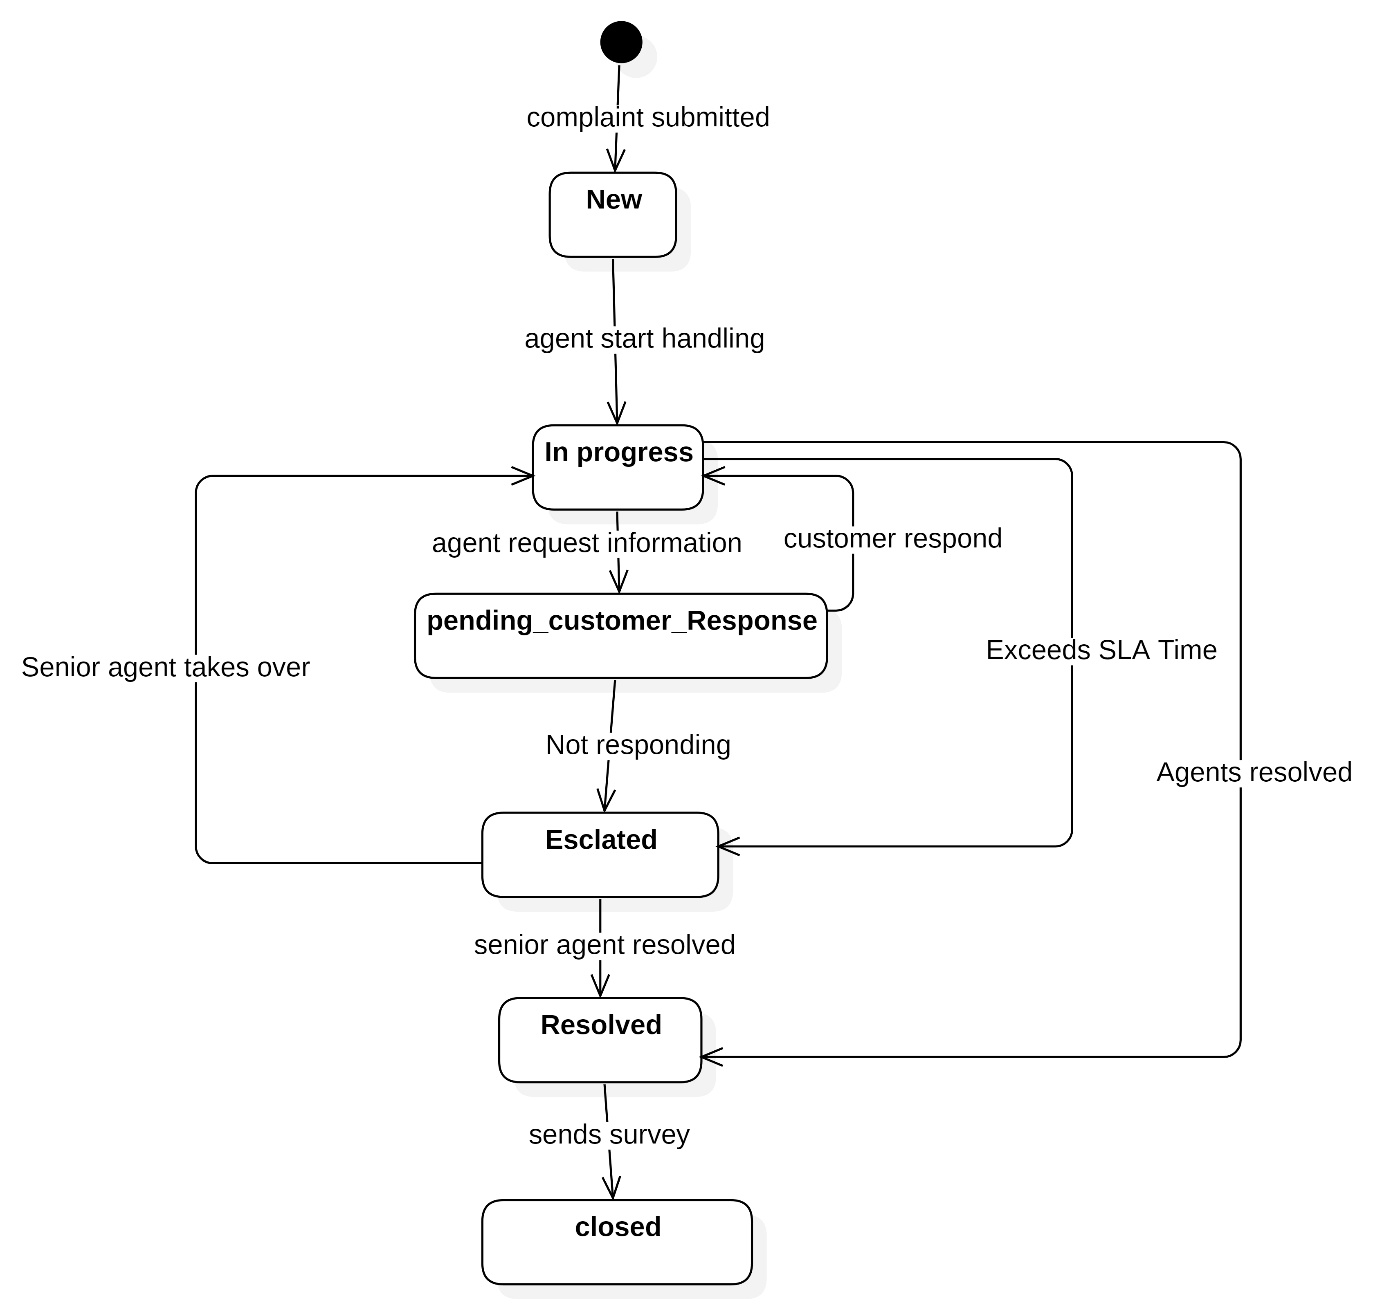 complaint submitted
New
agent start handling
In progress
agent request information
customer respond
pending_customer_Response
Exceeds SLA Time
Senior agent takes over
Not responding
Agents resolved
Esclated
senior agent resolved
Resolved
sends survey
closed